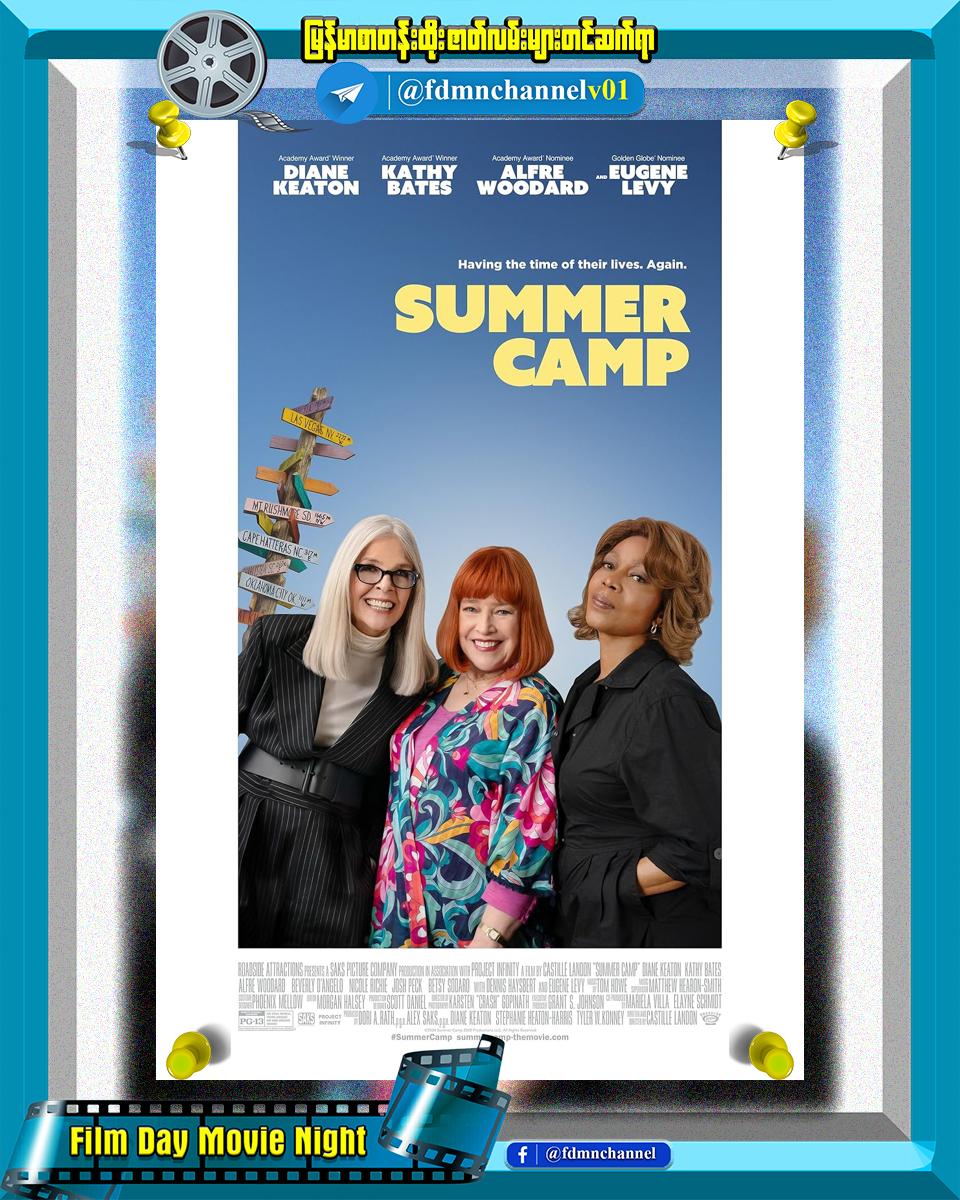 မြန်မာစာတန်းထိုးဇာတ်လမ်းများတင်ဆက်ရာ
@fdmnchannelv01
Academy Award® Winner
DIANE
KEATON
Academy Award® Winner
KATHY
BATES
Academy Award® Nominee
ALFRE
WOODARD
AND
Golden Globe® Nominee
EUGENE
LEVY
Having the time of their lives. Again.
SUMMER
CAMP
LAS VEGAS NV
MT RUSHMORE SD
CAPE HATTERAS NC
OKLAHOMA CITY OK
ROADSIDE ATTRACTIONS PRESENTS A SAKS PICTURE COMPANY PRODUCTION IN ASSOCIATION WITH PROJECT INFINITY A FILM BY CASTILLE LANDON "SUMMER CAMP" DIANE KEATON KATHY BATES
ALFRE WOODARD BEVERLY D'ANGELO NICOLE RICHIE JOSH PECK BETSY SODARO WITH DENNIS HAYSBERT AND EUGENE LEVY TOM HOWE MATTHEW HEARON-SMITH
PHOENIX MELLOW MORGAN HALSEY SCOTT DANIEL KARSTEN "CRASH" GOPINATH GRANT S. JOHNSON MARIELA VILLA ELAYNE SCHMIDT
PG-13 SAKS PROJECT INFINITY DORI A. RATH, p.g.a. ALEX SAKS, p.g.a. DIANE KEATON STEPHANIE HEATON-HARRIS TYLER W. KONNEY CASTILLE LANDON
#SummerCamp summercamp-themovie.com
Film Day Movie Night
f @fdmnchannel